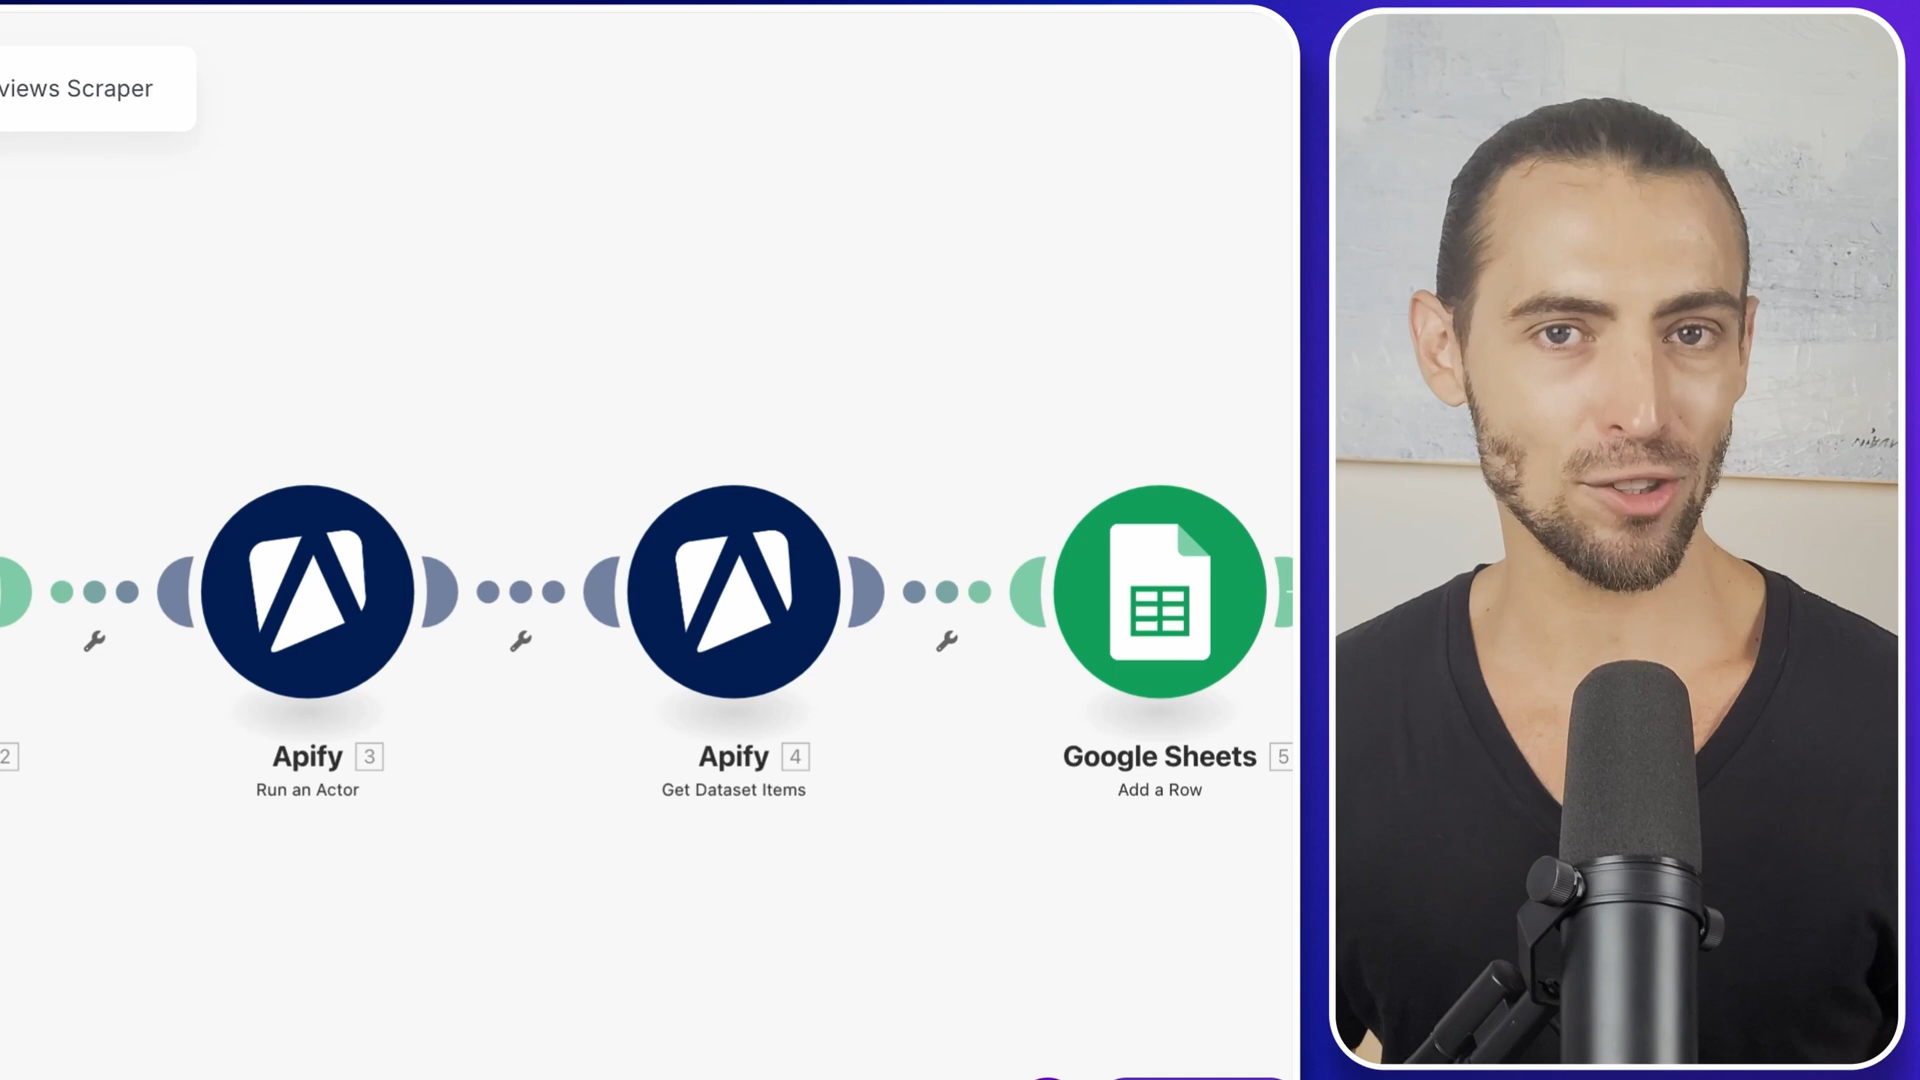 views Scraper
2
Apify 3
Run an Actor
Apify 4
Get Dataset Items
Google Sheets 5
Add a Row